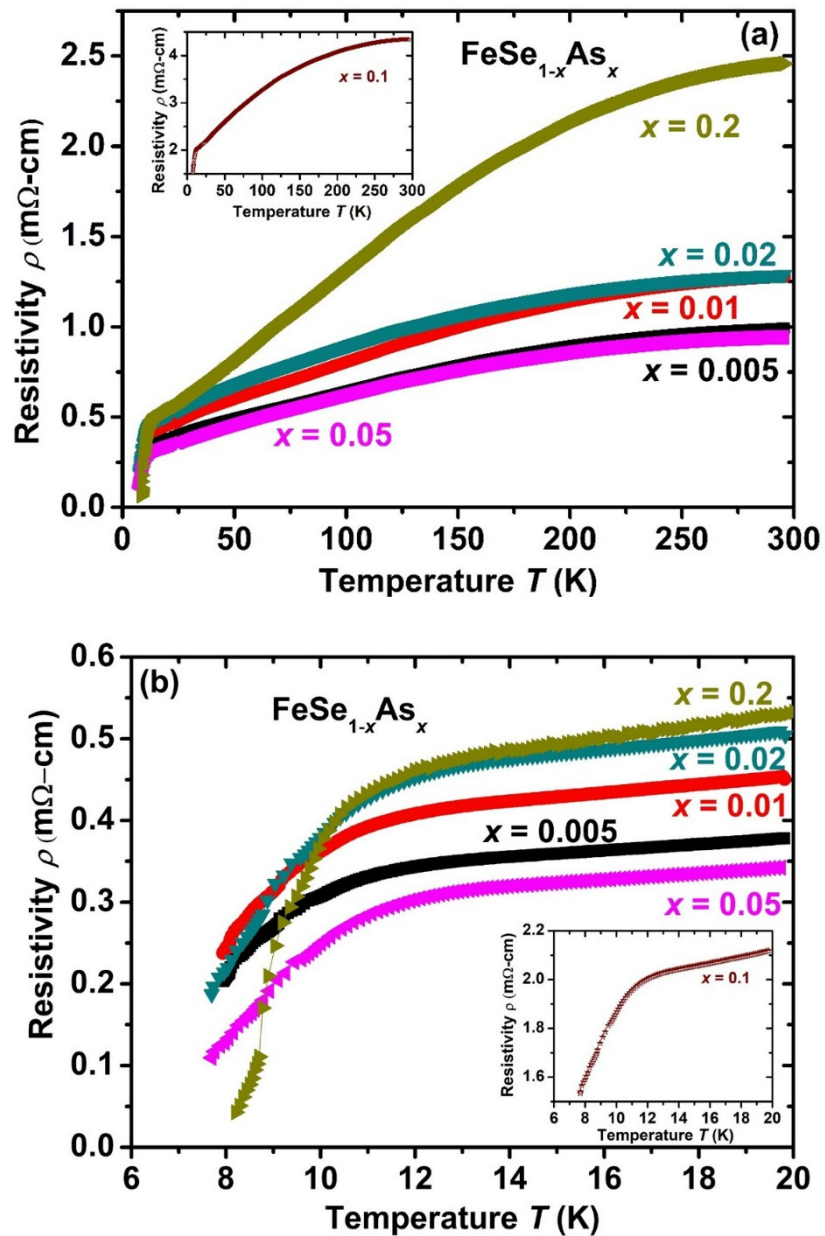 (a)
FeSe1-xAsx
Resistivity ρ (mΩ-cm)
4
3
2
x = 0.1
0 50 100 150 200 250 300
Temperature T (K)
x = 0.2
x = 0.02
x = 0.01
x = 0.005
x = 0.05
Resistivity ρ (mΩ-cm)
2.5
2.0
1.5
1.0
0.5
0.0
0 50 100 150 200 250 300
Temperature T (K)
(b)
FeSe1-xAsx
x = 0.2
x = 0.02
x = 0.01
x = 0.005
x = 0.05
Resistivity ρ (mΩ−cm)
0.6
0.5
0.4
0.3
0.2
0.1
0.0
Resistivity ρ (mΩ-cm)
2.2
2.0
1.8
1.6
x = 0.1
6 8 10 12 14 16 18 20
Temperature T (K)
6 8 10 12 14 16 18 20
Temperature T (K)